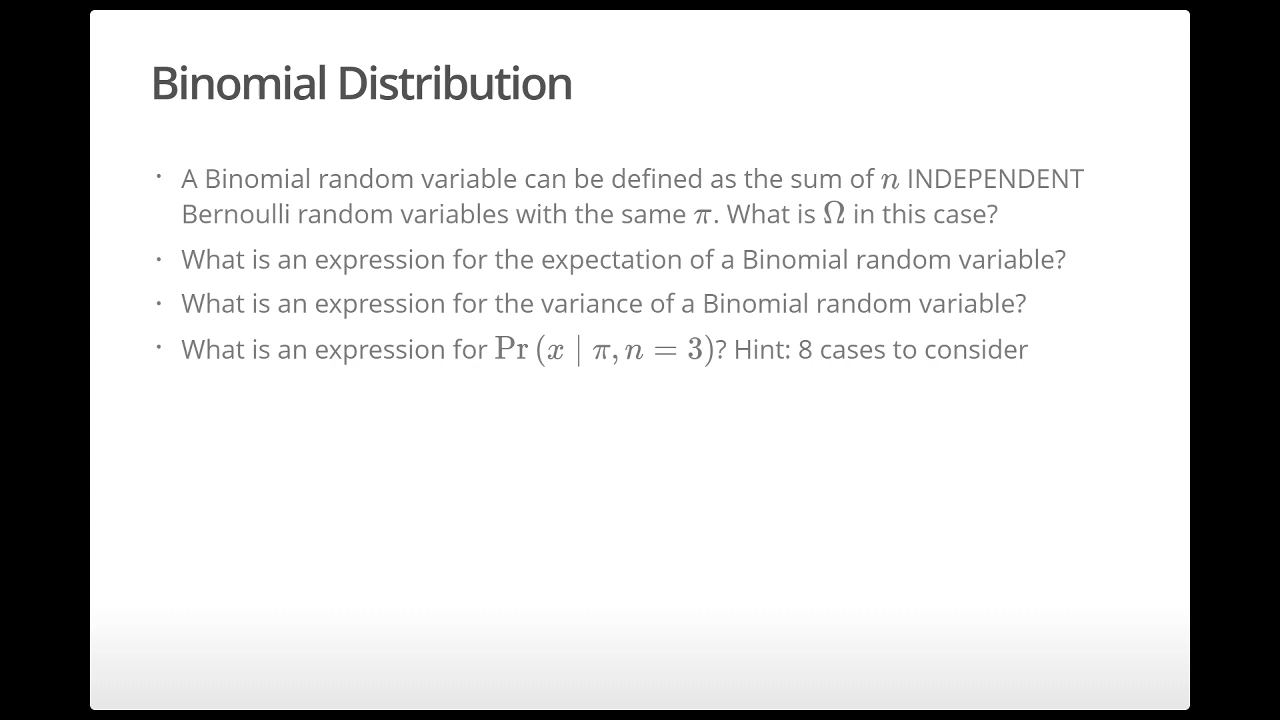 Binomial Distribution
· A Binomial random variable can be defined as the sum of n INDEPENDENT
Bernoulli random variables with the same π. What is Ω in this case?
· What is an expression for the expectation of a Binomial random variable?
· What is an expression for the variance of a Binomial random variable?
· What is an expression for Pr (x | π, n = 3)? Hint: 8 cases to consider